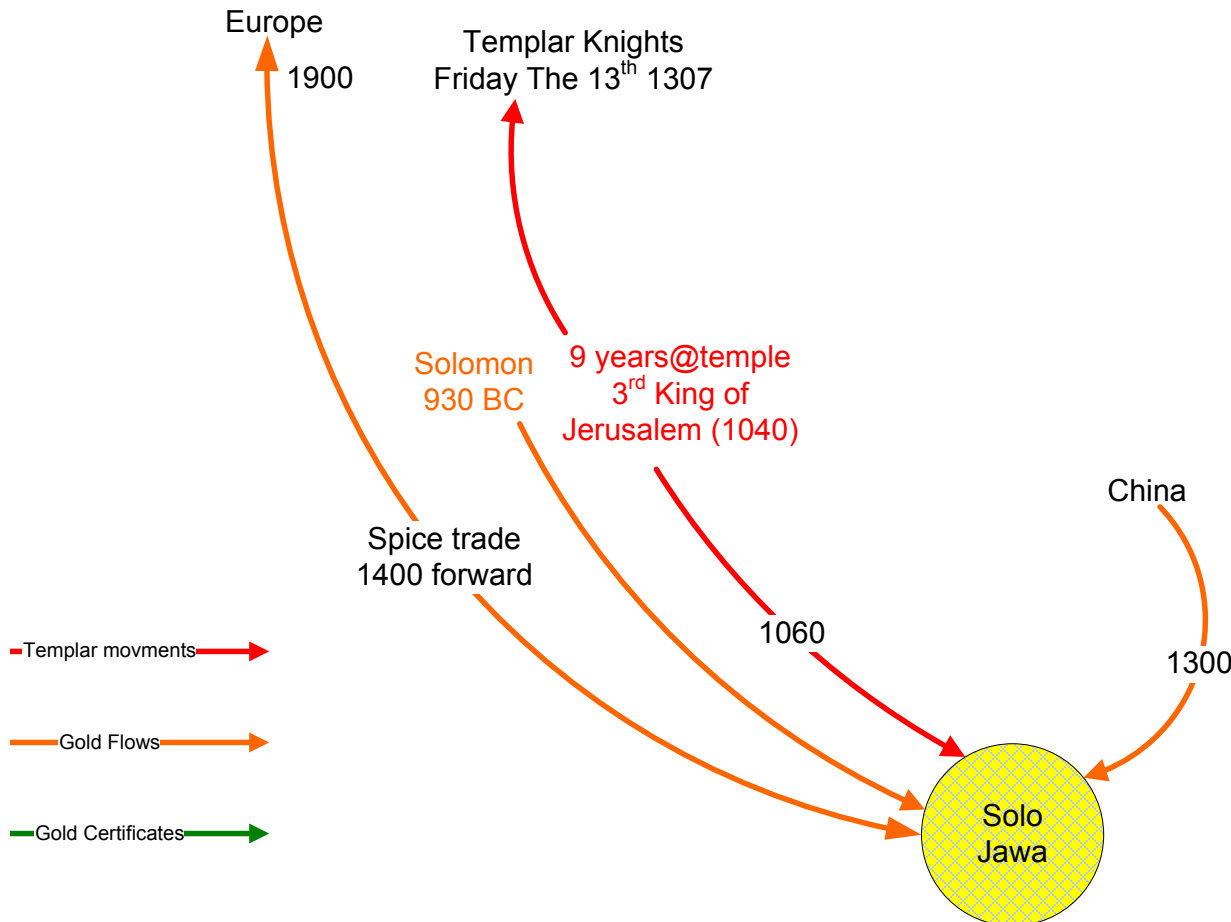 Europe
1900
Templar Knights
Friday The 13th 1307
Solomon
930 BC
9 years@temple
3rd King of
Jerusalem (1040)
China
Spice trade
1400 forward
1060
1300
Templar movments
Gold Flows
Gold Certificates
Solo
Jawa